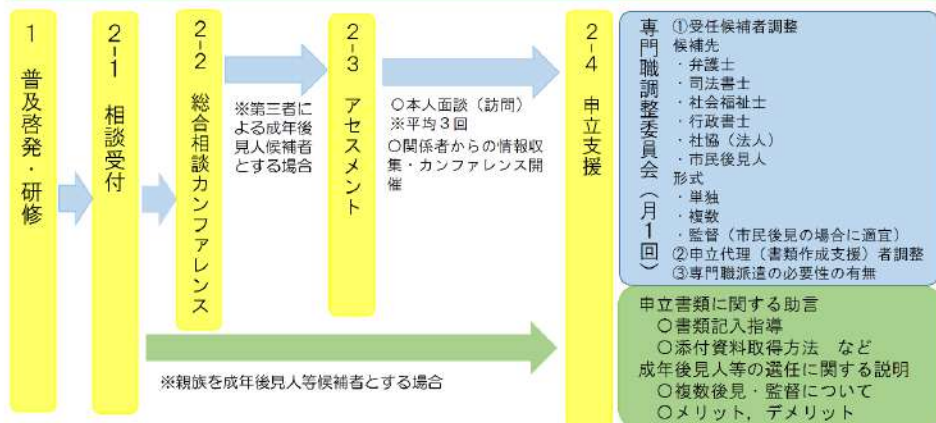 1 普及啓発・研修
2-1 相談受付
2-2 総合相談カンファレンス
※第三者に
よる成年後
見人候補者
とする場合
2-3 アセスメント
○本人面談(訪問)
※平均3回
○関係者からの情報収
集・カンファレンス開
催
2-4 申立支援
専門職調整委員会(月1回)
①受任候補者調整
候補先
・弁護士
・司法書士
・社会福祉士
・行政書士
・社協(法人)
・市民後見人
形式
・単独
・複数
・監督(市民後見の場合に適宜)
②申立代理(書類作成支援)者調整
③専門職派遣の必要性の有無
※親族を成年後見人等候補者とする場合
申立書類に関する助言
○書類記入指導
○添付資料取得方法 など
成年後見人等の選任に関する説明
○複数後見・監督について
○メリット,デメリット